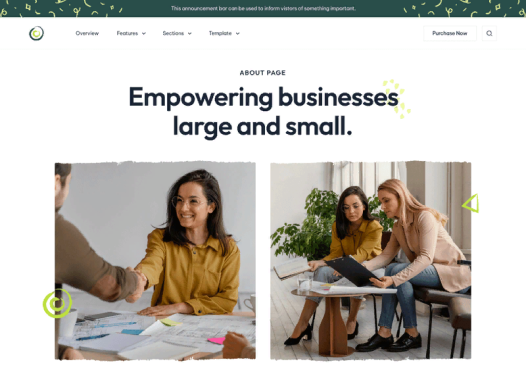 This announcement bar can be used to inform visters of something important.
Overview Features Sections Template Purchase Now
ABOUT PAGE
Empowering businesses
large and small.